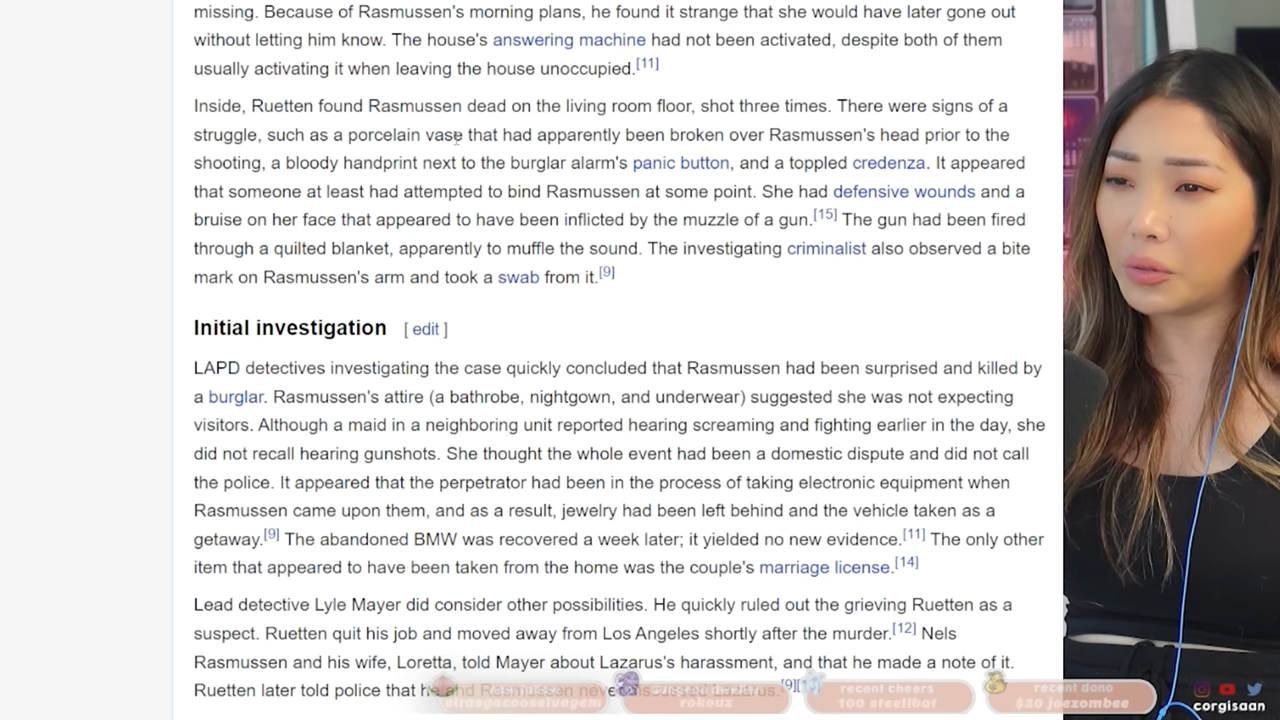 missing. Because of Rasmussen's morning plans, he found it strange that she would have later gone out
without letting him know. The house's answering machine had not been activated, despite both of them
usually activating it when leaving the house unoccupied.[11]
Inside, Ruetten found Rasmussen dead on the living room floor, shot three times. There were signs of a
struggle, such as a porcelain vase that had apparently been broken over Rasmussen's head prior to the
shooting, a bloody handprint next to the burglar alarm's panic button, and a toppled credenza. It appeared
that someone at least had attempted to bind Rasmussen at some point. She had defensive wounds and a
bruise on her face that appeared to have been inflicted by the muzzle of a gun.[15] The gun had been fired
through a quilted blanket, apparently to muffle the sound. The investigating criminalist also observed a bite
mark on Rasmussen's arm and took a swab from it.[9]
Initial investigation [ edit ]
LAPD detectives investigating the case quickly concluded that Rasmussen had been surprised and killed by
a burglar. Rasmussen's attire (a bathrobe, nightgown, and underwear) suggested she was not expecting
visitors. Although a maid in a neighboring unit reported hearing screaming and fighting earlier in the day, she
did not recall hearing gunshots. She thought the whole event had been a domestic dispute and did not call
the police. It appeared that the perpetrator had been in the process of taking electronic equipment when
Rasmussen came upon them, and as a result, jewelry had been left behind and the vehicle taken as a
getaway.[9] The abandoned BMW was recovered a week later; it yielded no new evidence.[11] The only other
item that appeared to have been taken from the home was the couple's marriage license.[14]
Lead detective Lyle Mayer did consider other possibilities. He quickly ruled out the grieving Ruetten as a
suspect. Ruetten quit his job and moved away from Los Angeles shortly after the murder.[12] Nels
Rasmussen and his wife, Loretta, told Mayer about Lazarus's harassment, and that he made a note of it.
Ruetten later told police that he and Rasmussen never Lazarus.
rokouz
recent cheers
100 steelbat
recent dono
$20 joezombee
corgisaan